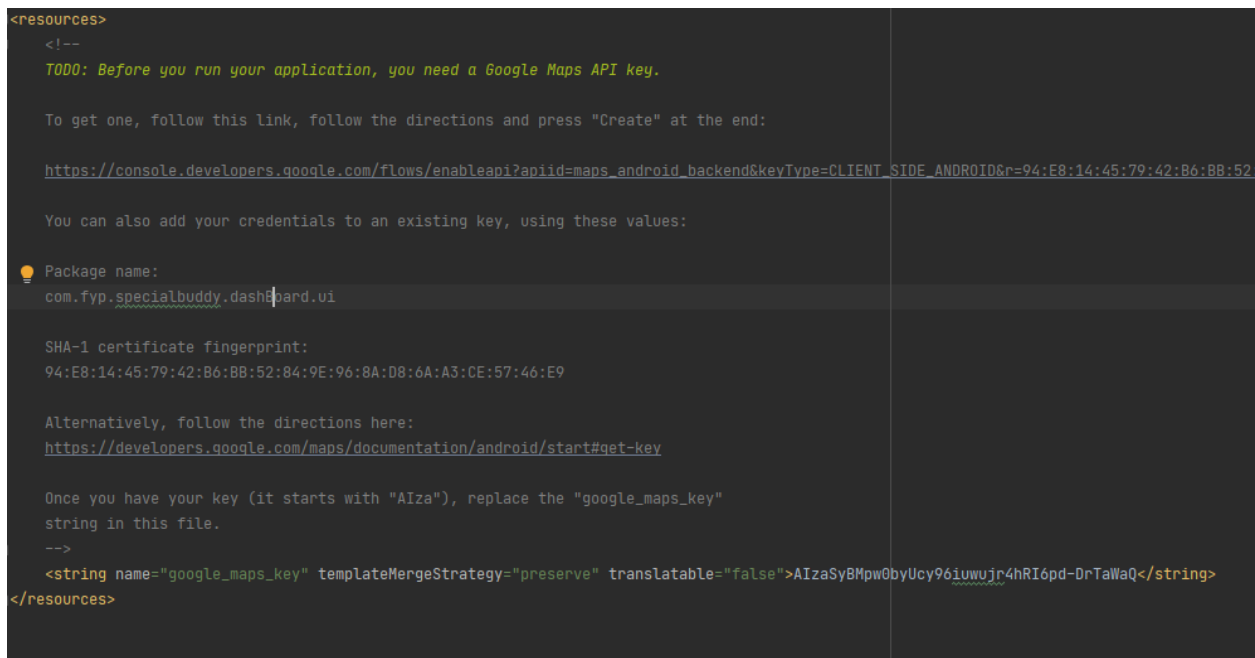 <resources>
<!--
TODO: Before you run your application, you need a Google Maps API key.
To get one, follow this link, follow the directions and press "Create" at the end:
https://console.developers.google.com/flows/enableapi?apiid=maps_android_backend&keyType=CLIENT_SIDE_ANDROID&r=94:E8:14:45:79:42:B6:BB:52
You can also add your credentials to an existing key, using these values:
Package name:
com.fyp.specialbuddy.dashBoard.ui
SHA-1 certificate fingerprint:
94:E8:14:45:79:42:B6:BB:52:84:9E:96:8A:D8:6A:A3:CE:57:46:E9
Alternatively, follow the directions here:
https://developers.google.com/maps/documentation/android/start#get-key
Once you have your key (it starts with "AIza"), replace the "google_maps_key"
string in this file.
-->
<string name="google_maps_key" templateMergeStrategy="preserve" translatable="false">AIzaSyBMpw0byUcy96iuwujr4hRI6pd-DrTaWaQ</string>
</resources>